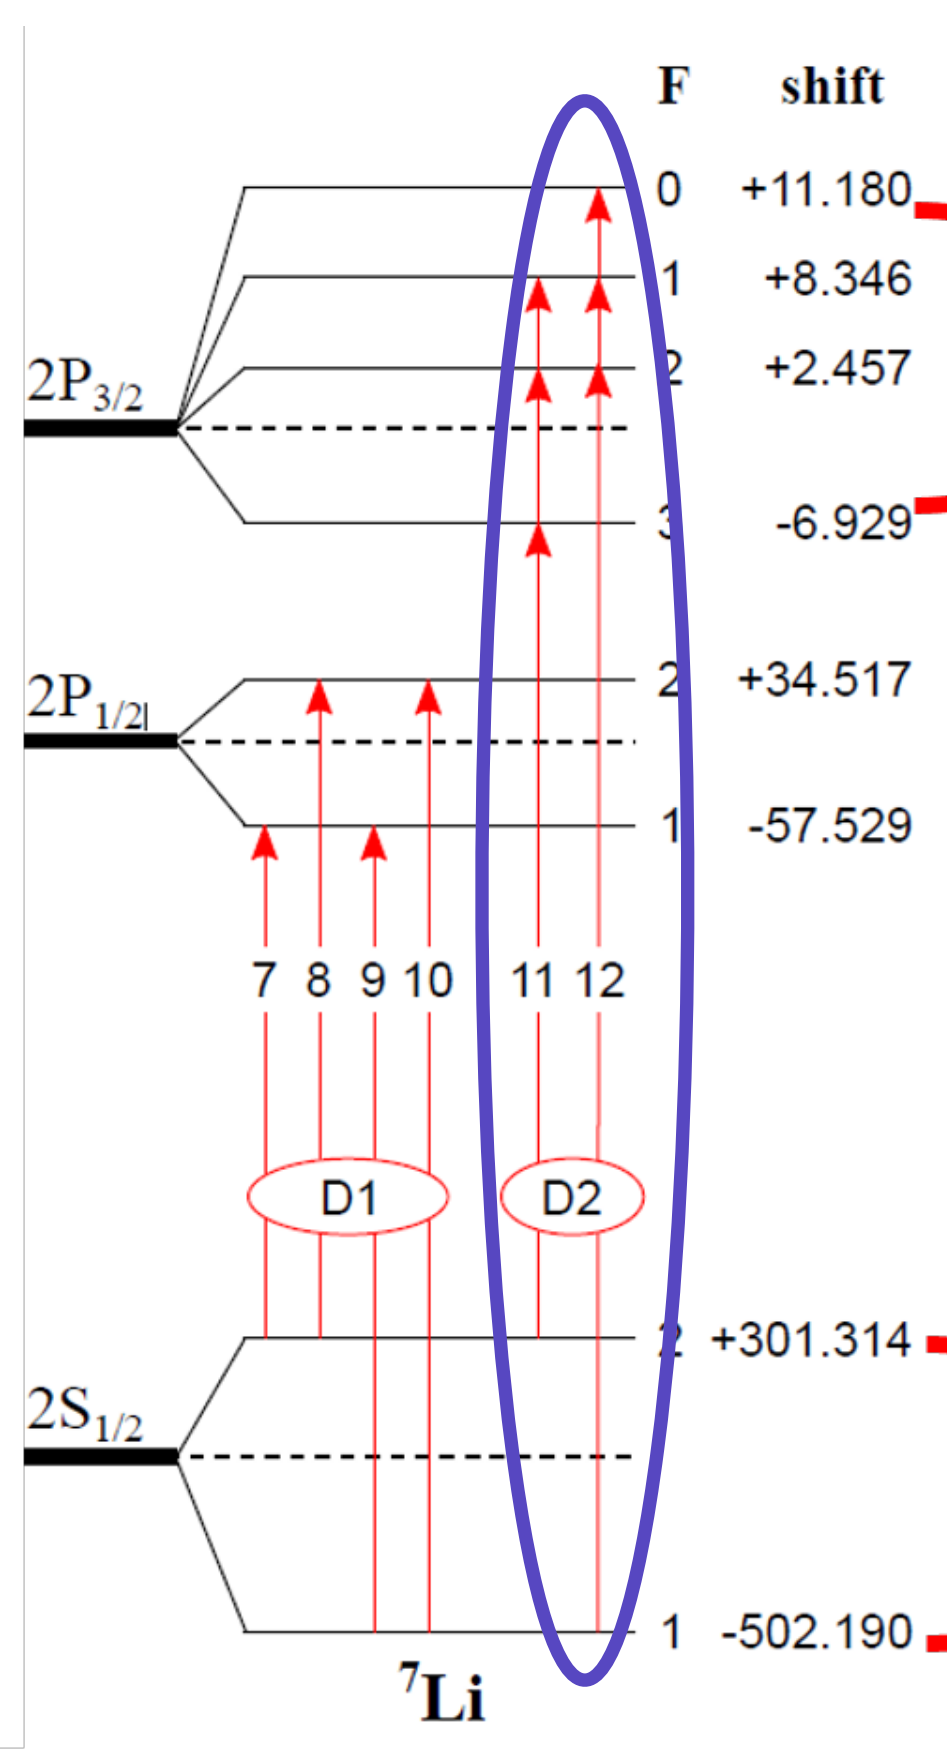 F shift
0 +11.180
1 +8.346
2P3/2 2 +2.457
3 -6.929
2P1/2 2 +34.517
1 -57.529
7 8 9 10 11 12
D1 D2
2 +301.314
2S1/2
1 -502.190
⁷Li